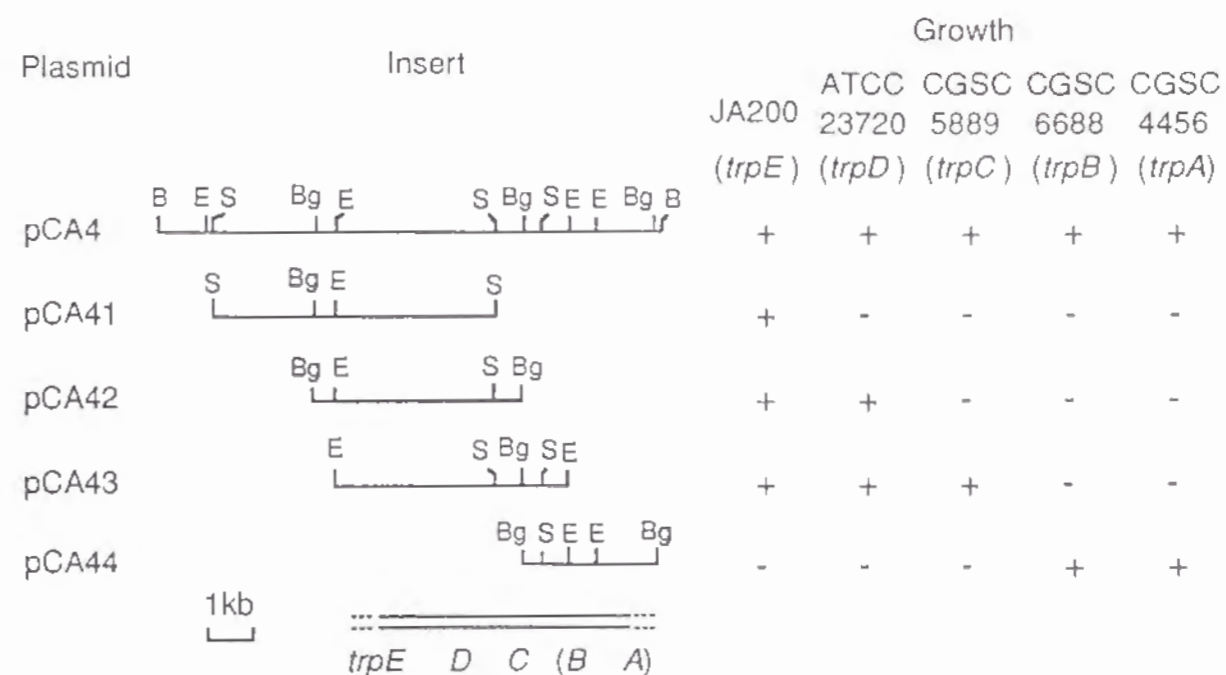 Growth
Plasmid Insert
ATCC CGSC CGSC CGSC
JA200 23720 5889 6688 4456
(trpE) (trpD) (trpC) (trpB) (trpA)
B E S Bg E S Bg S E E Bg B
pCA4 + + + + +
S Bg E S
pCA41 + - - - -
Bg E S Bg
pCA42 + + - - -
E S Bg S E
pCA43 + + + - -
Bg S E E Bg
pCA44 - - - + +
1kb
trpE D C (B A)